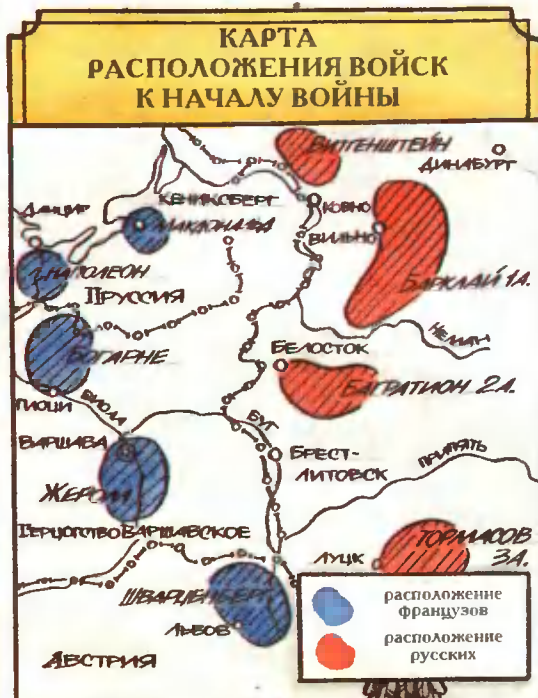 КАРТА
РАСПОЛОЖЕНИЯ ВОЙСК
К НАЧАЛУ ВОЙНЫ
ВИТГЕНШТЕЙН
ДИНАБУРГ
КЕНИГСБЕРГ
КОВНО
ДАНЦИГ
МАКДОНАЛЬД
ВИЛЬНО
НАПОЛЕОН
БАРКЛАЙ 1А.
ПРУССИЯ
НЕМАН
БОГАРНЕ
БЕЛОСТОК
БАГРАТИОН 2А.
ПЛОЦК
ВИСЛА
БУГ
ВАРШАВА
БРЕСТ-
ЛИТОВСК
ПРИПЯТЬ
ЖЕРОМ
ГЕРЦОГСТВО ВАРШАВСКОЕ
ТОРМАСОВ
3А.
ЛУЦК
ШВАРЦЕНБЕРГ
ЛЬВОВ
АВСТРИЯ
расположение
французов
расположение
русских